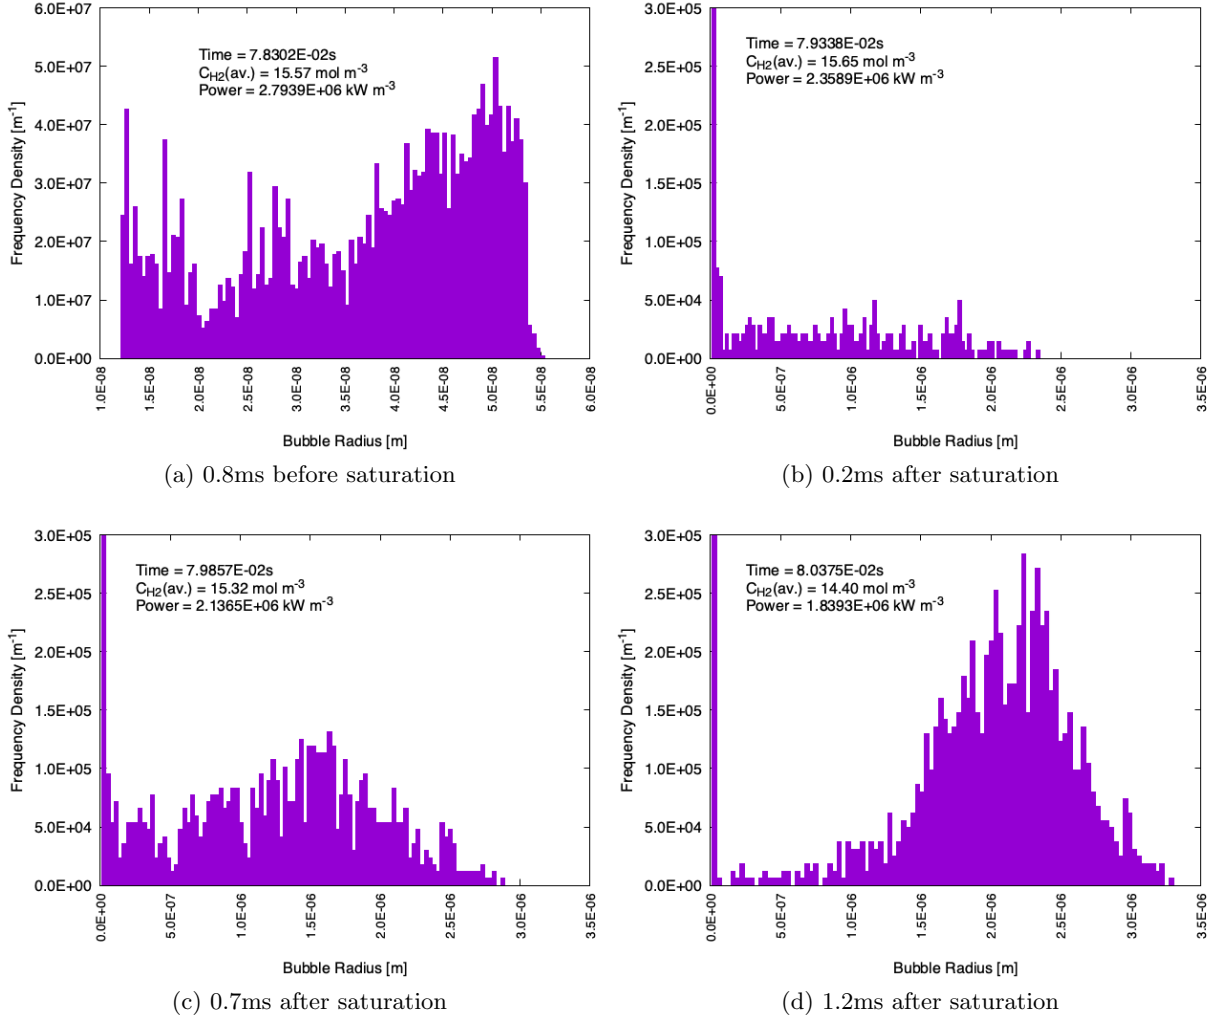 6.0E+07
5.0E+07
4.0E+07
3.0E+07
2.0E+07
1.0E+07
0.0E+00
Frequency Density [m-1]
Time = 7.8302E-02s
CH2(av.) = 15.57 mol m-3
Power = 2.7939E+06 kW m-3
1.0E-08
1.5E-08
2.0E-08
2.5E-08
3.0E-08
3.5E-08
4.0E-08
4.5E-08
5.0E-08
5.5E-08
6.0E-08
Bubble Radius [m]
(a) 0.8ms before saturation
3.0E+05
2.5E+05
2.0E+05
1.5E+05
1.0E+05
5.0E+04
0.0E+00
Frequency Density [m-1]
Time = 7.9338E-02s
CH2(av.) = 15.65 mol m-3
Power = 2.3589E+06 kW m-3
0.0E+00
5.0E-07
1.0E-06
1.5E-06
2.0E-06
2.5E-06
3.0E-06
3.5E-06
Bubble Radius [m]
(b) 0.2ms after saturation
3.0E+05
2.5E+05
2.0E+05
1.5E+05
1.0E+05
5.0E+04
0.0E+00
Frequency Density [m-1]
Time = 7.9857E-02s
CH2(av.) = 15.32 mol m-3
Power = 2.1365E+06 kW m-3
0.0E+00
5.0E-07
1.0E-06
1.5E-06
2.0E-06
2.5E-06
3.0E-06
3.5E-06
Bubble Radius [m]
(c) 0.7ms after saturation
3.0E+05
2.5E+05
2.0E+05
1.5E+05
1.0E+05
5.0E+04
0.0E+00
Frequency Density [m-1]
Time = 8.0375E-02s
CH2(av.) = 14.40 mol m-3
Power = 1.8393E+06 kW m-3
0.0E+00
5.0E-07
1.0E-06
1.5E-06
2.0E-06
2.5E-06
3.0E-06
3.5E-06
Bubble Radius [m]
(d) 1.2ms after saturation